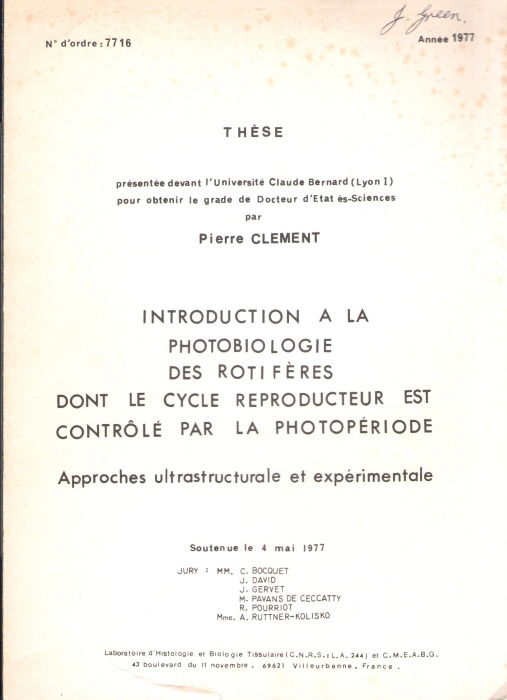 J. Green.
N° d'ordre : 7716
Année 1977
THÈSE
présentée devant l'Université Claude Bernard (Lyon I)
pour obtenir le grade de Docteur d'Etat ès-Sciences
par
Pierre CLEMENT
INTRODUCTION A LA
PHOTOBIOLOGIE
DES ROTIFÈRES
DONT LE CYCLE REPRODUCTEUR EST
CONTRÔLÉ PAR LA PHOTOPÉRIODE
Approches ultrastructurale et expérimentale
Soutenue le 4 mai 1977
JURY : MM. C. BOCQUET
J. DAVID
J. GERVET
M. PAVANS DE CECCATTY
R. POURRIOT
Mme. A. RUTTNER-KOLISKO
Laboratoire d'Histologie et Biologie Tissulaire (C.N.R.S. : L.A. 244) et C.M.E.A.B.G.
43 boulevard du 11 novembre. 69621 Villeurbanne. France.